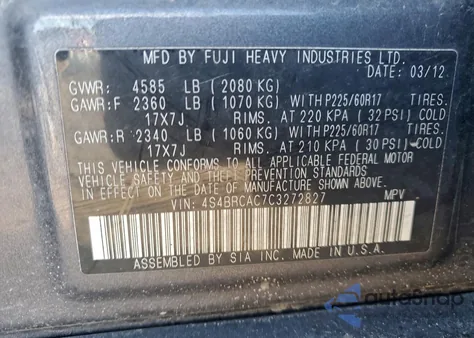 MFD BY FUJI HEAVY INDUSTRIES LTD.
DATE: 03/12
GVWR: 4585 LB (2080 KG)
GAWR:F 2360 LB (1070 KG) WITH P225/60R17 TIRES.
17X7J RIMS. AT 220 KPA (32 PSI) COLD
GAWR:R 2340 LB (1060 KG) WITH P225/60R17 TIRES.
17X7J RIMS. AT 210 KPA (30 PSI) COLD
THIS VEHICLE CONFORMS TO ALL APPLICABLE FEDERAL MOTOR
VEHICLE SAFETY AND THEFT PREVENTION STANDARDS
IN EFFECT ON THE DATE OF MANUFACTURE SHOWN ABOVE.
VIN: 4S4BRCAC7C3272827 MPV
ASSEMBLED BY SIA INC. MADE IN U.S.A.
autosnap